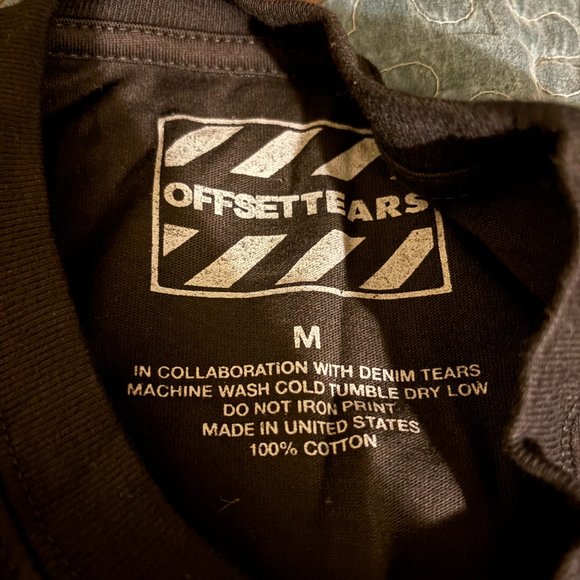 OFFSETTEARS
M
IN COLLABORATION WITH DENIM TEARS
MACHINE WASH COLD TUMBLE DRY LOW
DO NOT IRON PRINT
MADE IN UNITED STATES
100% COTTON